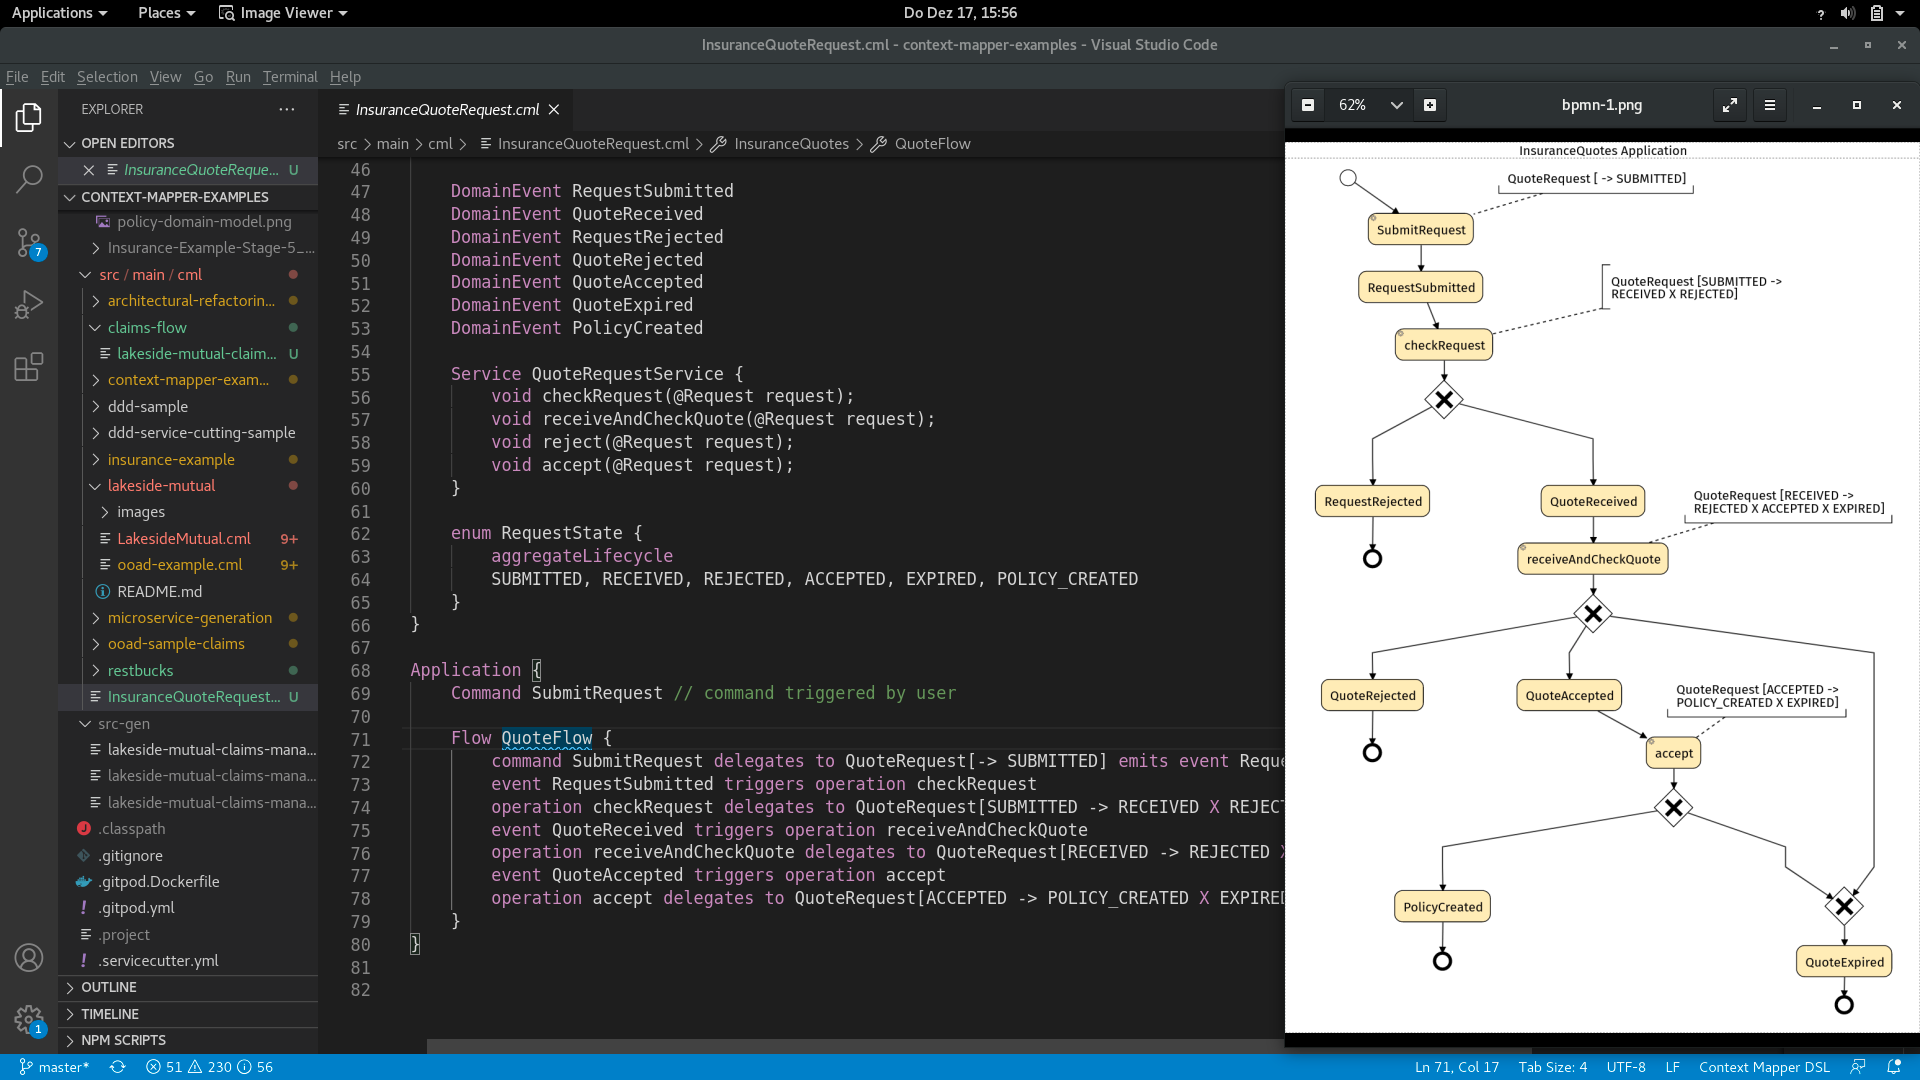 Applications
Places
Image Viewer
Do Dez 17, 15:56
?
InsuranceQuoteRequest.cml - context-mapper-examples - Visual Studio Code
File Edit Selection View Go Run Terminal Help
EXPLORER
OPEN EDITORS
InsuranceQuoteReque... U
CONTEXT-MAPPER-EXAMPLES
policy-domain-model.png
Insurance-Example-Stage-5_...
src / main / cml
architectural-refactorin...
claims-flow
lakeside-mutual-claim... U
context-mapper-exam...
ddd-sample
ddd-service-cutting-sample
insurance-example
lakeside-mutual
images
LakesideMutual.cml 9+
ooad-example.cml 9+
README.md
microservice-generation
ooad-sample-claims
restbucks
InsuranceQuoteRequest... U
src-gen
lakeside-mutual-claims-mana...
lakeside-mutual-claims-mana...
lakeside-mutual-claims-mana...
.classpath
.gitignore
.gitpod.Dockerfile
! .gitpod.yml
.project
! .servicecutter.yml
OUTLINE
TIMELINE
NPM SCRIPTS
7
1
InsuranceQuoteRequest.cml
src > main > cml > InsuranceQuoteRequest.cml > InsuranceQuotes > QuoteFlow
46
47 DomainEvent RequestSubmitted
48 DomainEvent QuoteReceived
49 DomainEvent RequestRejected
50 DomainEvent QuoteRejected
51 DomainEvent QuoteAccepted
52 DomainEvent QuoteExpired
53 DomainEvent PolicyCreated
54
55 Service QuoteRequestService {
56 void checkRequest(@Request request);
57 void receiveAndCheckQuote(@Request request);
58 void reject(@Request request);
59 void accept(@Request request);
60 }
61
62 enum RequestState {
63 aggregateLifecycle
64 SUBMITTED, RECEIVED, REJECTED, ACCEPTED, EXPIRED, POLICY_CREATED
65 }
66 }
67
68 Application {
69 Command SubmitRequest // command triggered by user
70
71 Flow QuoteFlow {
72 command SubmitRequest delegates to QuoteRequest[-> SUBMITTED] emits event Reque
73 event RequestSubmitted triggers operation checkRequest
74 operation checkRequest delegates to QuoteRequest[SUBMITTED -> RECEIVED X REJECT
75 event QuoteReceived triggers operation receiveAndCheckQuote
76 operation receiveAndCheckQuote delegates to QuoteRequest[RECEIVED -> REJECTED X
77 event QuoteAccepted triggers operation accept
78 operation accept delegates to QuoteRequest[ACCEPTED -> POLICY_CREATED X EXPIRED
79 }
80 }
81
82
62%
bpmn-1.png
InsuranceQuotes Application
QuoteRequest [ -> SUBMITTED]
SubmitRequest
RequestSubmitted
QuoteRequest [SUBMITTED ->
RECEIVED X REJECTED]
checkRequest
RequestRejected
QuoteReceived
QuoteRequest [RECEIVED ->
REJECTED X ACCEPTED X EXPIRED]
receiveAndCheckQuote
QuoteRejected
QuoteAccepted
QuoteRequest [ACCEPTED ->
POLICY_CREATED X EXPIRED]
accept
PolicyCreated
QuoteExpired
master* 51 230 56
Ln 71, Col 17 Tab Size: 4 UTF-8 LF Context Mapper DSL